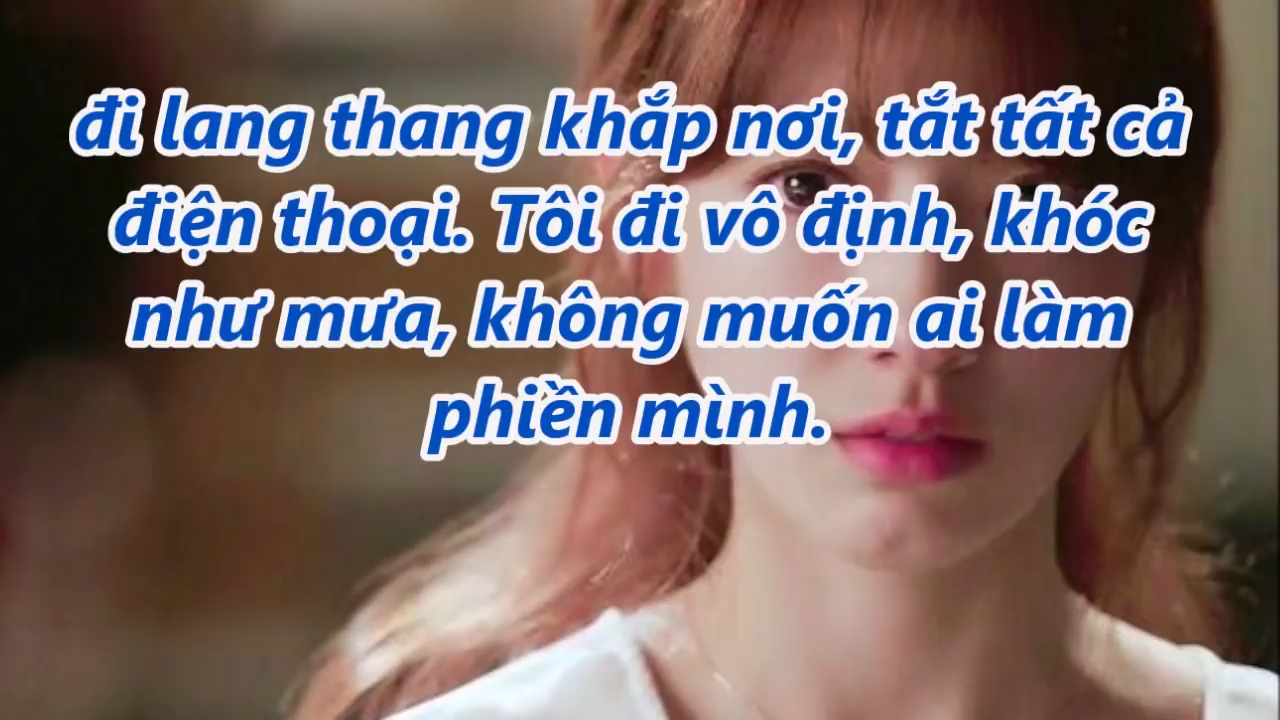 đi lang thang khắp nơi, tắt tất cả
điện thoại. Tôi đi vô định, khóc
như mưa, không muốn ai làm
phiền mình.